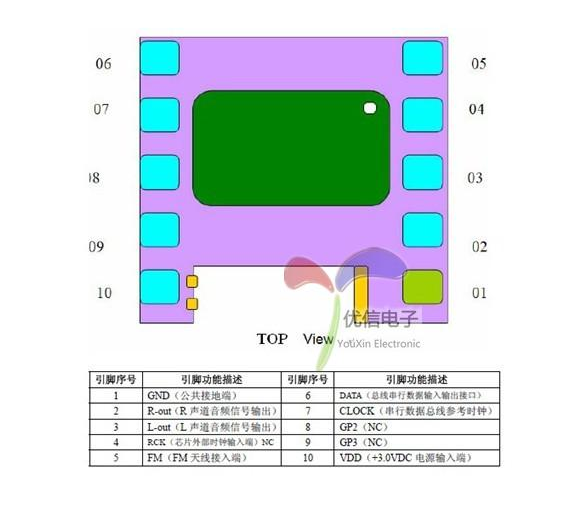 06
05
07
04
08
03
09
02
10
01
TOP View
优信电子
YouXin Electronic
引脚序号 引脚功能描述 引脚序号 引脚功能描述
1 GND（公共接地端） 6 DATA（总线串行数据输入输出接口）
2 R-out（R 声道音频信号输出） 7 CLOCK（串行数据总线参考时钟）
3 L-out（L 声道音频信号输出） 8 GP2（NC）
4 RCK（芯片外部时钟输入端）NC 9 GP3（NC）
5 FM（FM 天线接入端） 10 VDD（+3.0VDC 电源输入端）